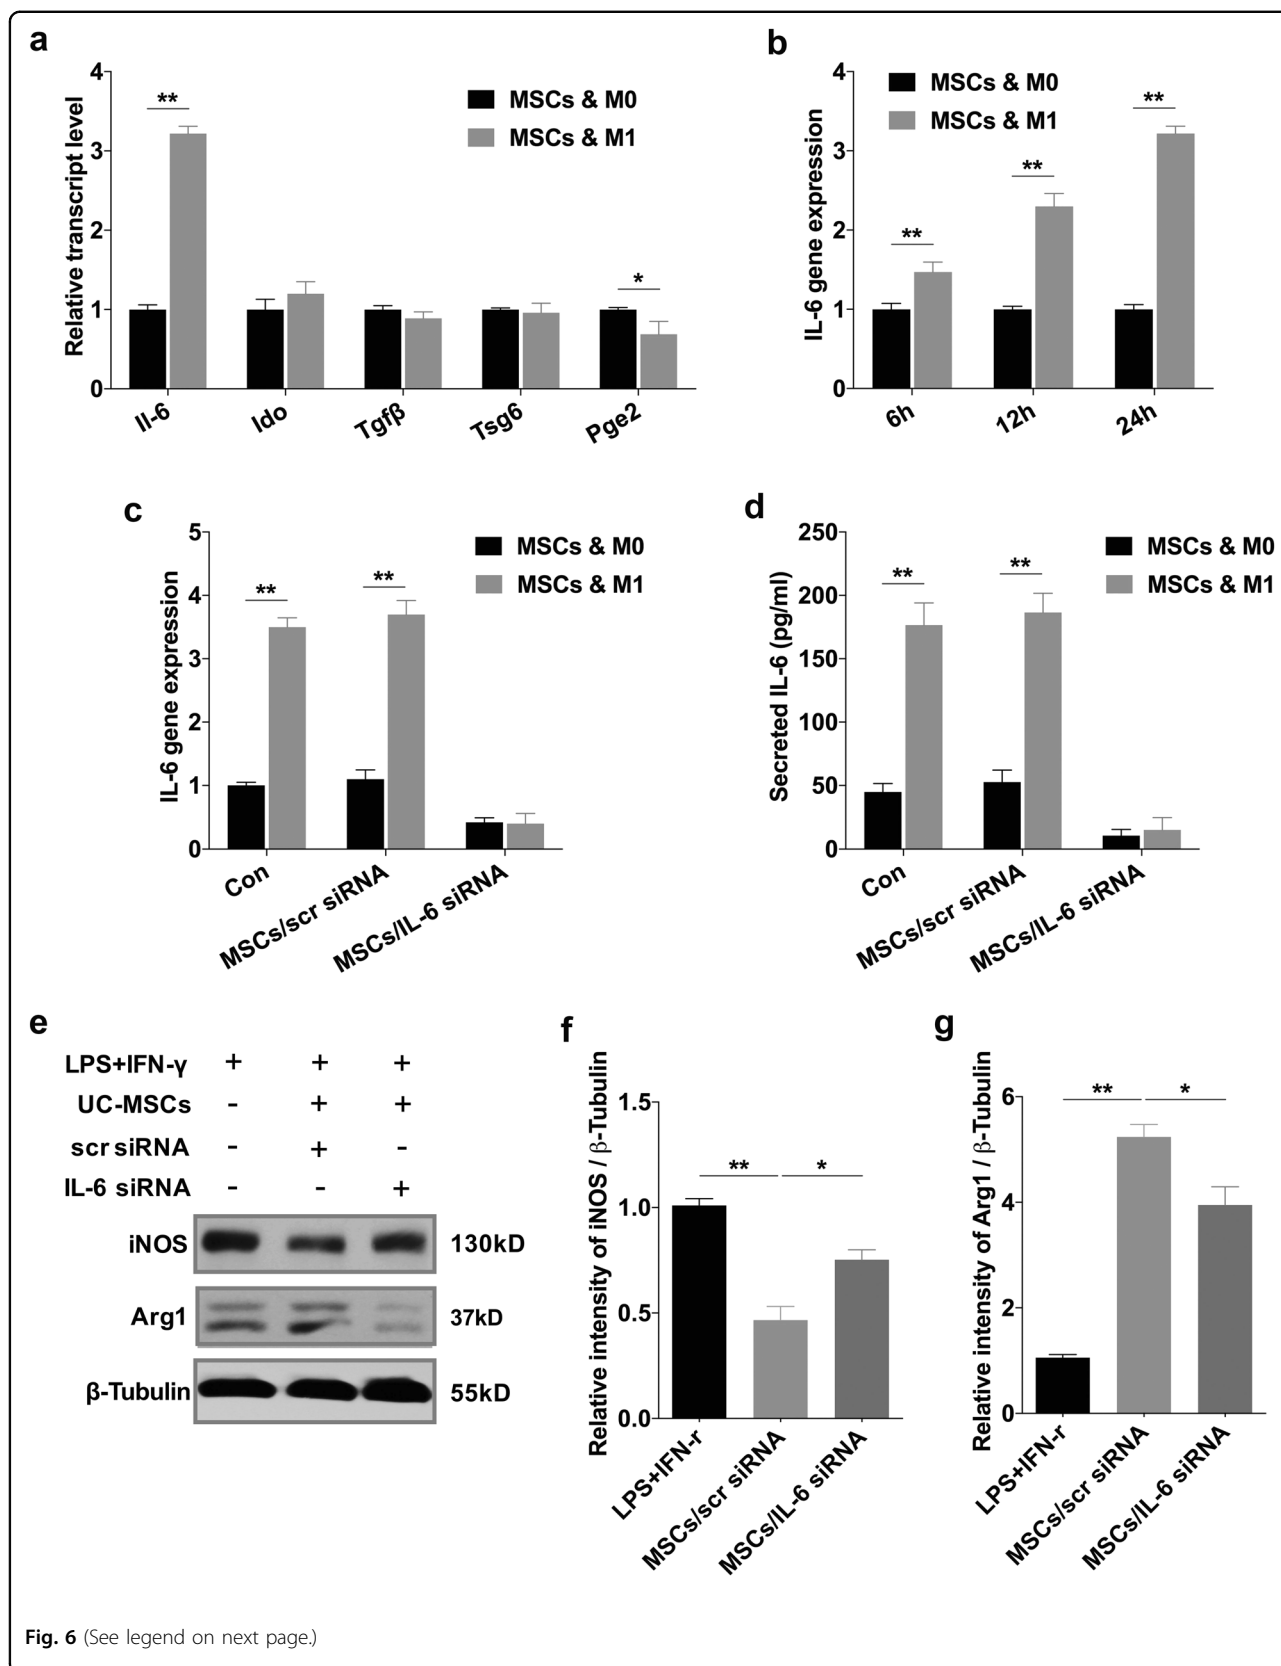 a
Relative transcript level
4
3
2
1
0
**
*
MSCs & M0
MSCs & M1
Il-6
Ido
Tgfβ
Tsg6
Pge2
b
IL-6 gene expression
4
3
2
1
0
MSCs & M0
MSCs & M1
**
**
**
6h
12h
24h
c
IL-6 gene expression
5
4
3
2
1
0
**
**
MSCs & M0
MSCs & M1
Con
MSCs/scr siRNA
MSCs/IL-6 siRNA
d
Secreted IL-6 (pg/ml)
250
200
150
100
50
0
**
**
MSCs & M0
MSCs & M1
Con
MSCs/scr siRNA
MSCs/IL-6 siRNA
e
LPS+IFN-γ + + +
UC-MSCs - + +
scr siRNA - + -
IL-6 siRNA - - +
iNOS 130kD
Arg1 37kD
β-Tubulin 55kD
f
Relative intensity of iNOS / β-Tubulin
1.5
1.0
0.5
0.0
** *
LPS+IFN-r
MSCs/scr siRNA
MSCs/IL-6 siRNA
g
Relative intensity of Arg1 / β-Tubulin
6
4
2
0
** *
LPS+IFN-r
MSCs/scr siRNA
MSCs/IL-6 siRNA
Fig. 6 (See legend on next page.)